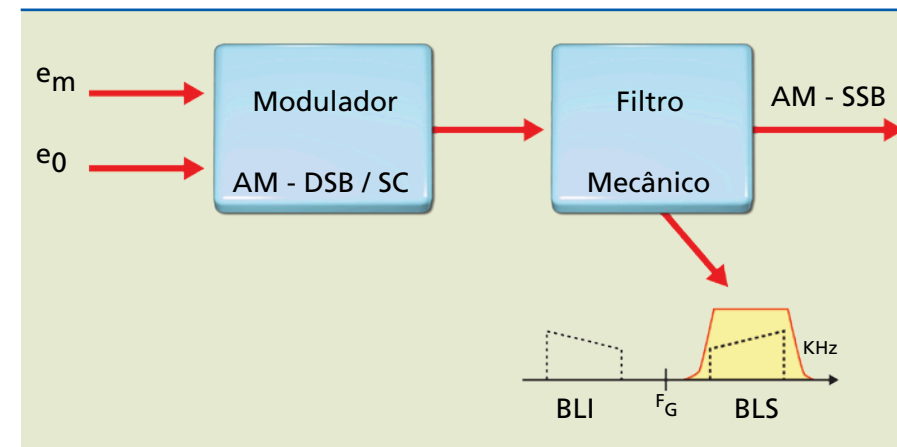 em
e0
Modulador
AM - DSB / SC
Filtro
Mecânico
AM - SSB
KHz
BLI
FG
BLS